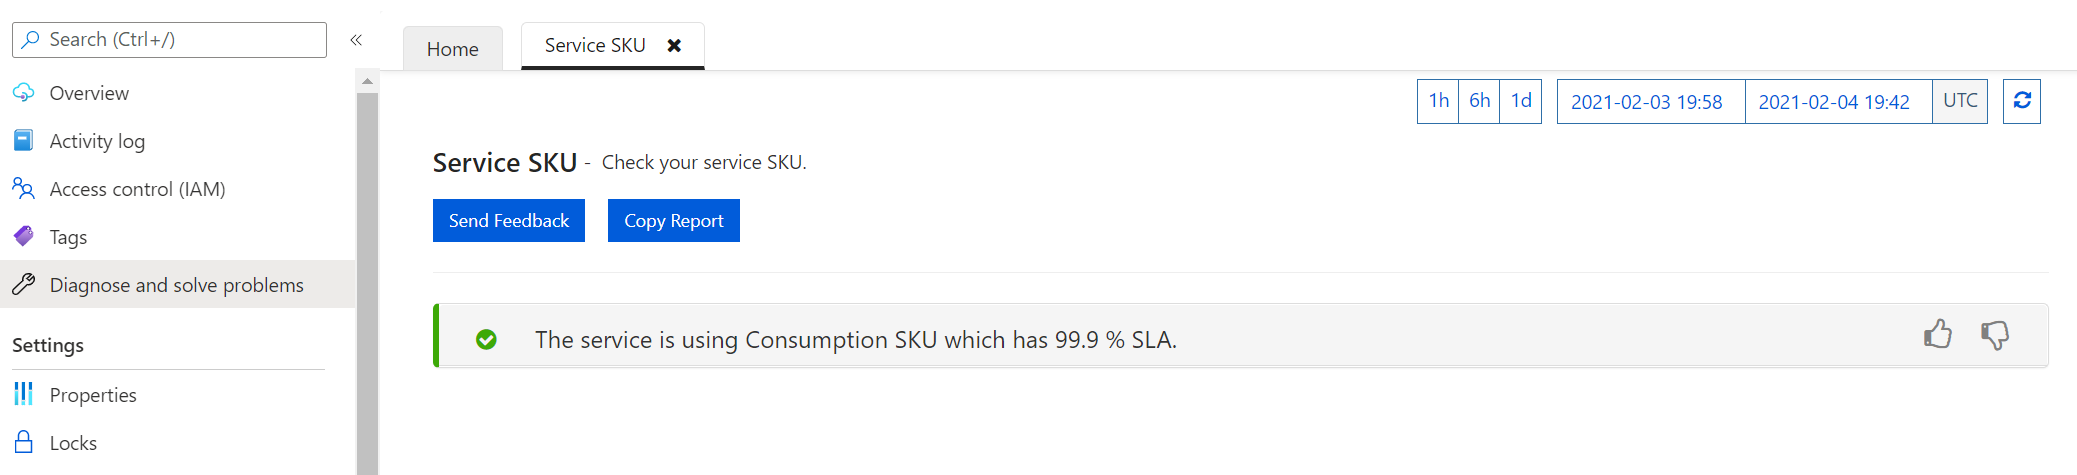 Search (Ctrl+/)
«
Overview
Activity log
Access control (IAM)
Tags
Diagnose and solve problems
Settings
Properties
Locks
Home
Service SKU
1h 6h 1d 2021-02-03 19:58 2021-02-04 19:42 UTC
Service SKU - Check your service SKU.
Send Feedback Copy Report
The service is using Consumption SKU which has 99.9 % SLA.